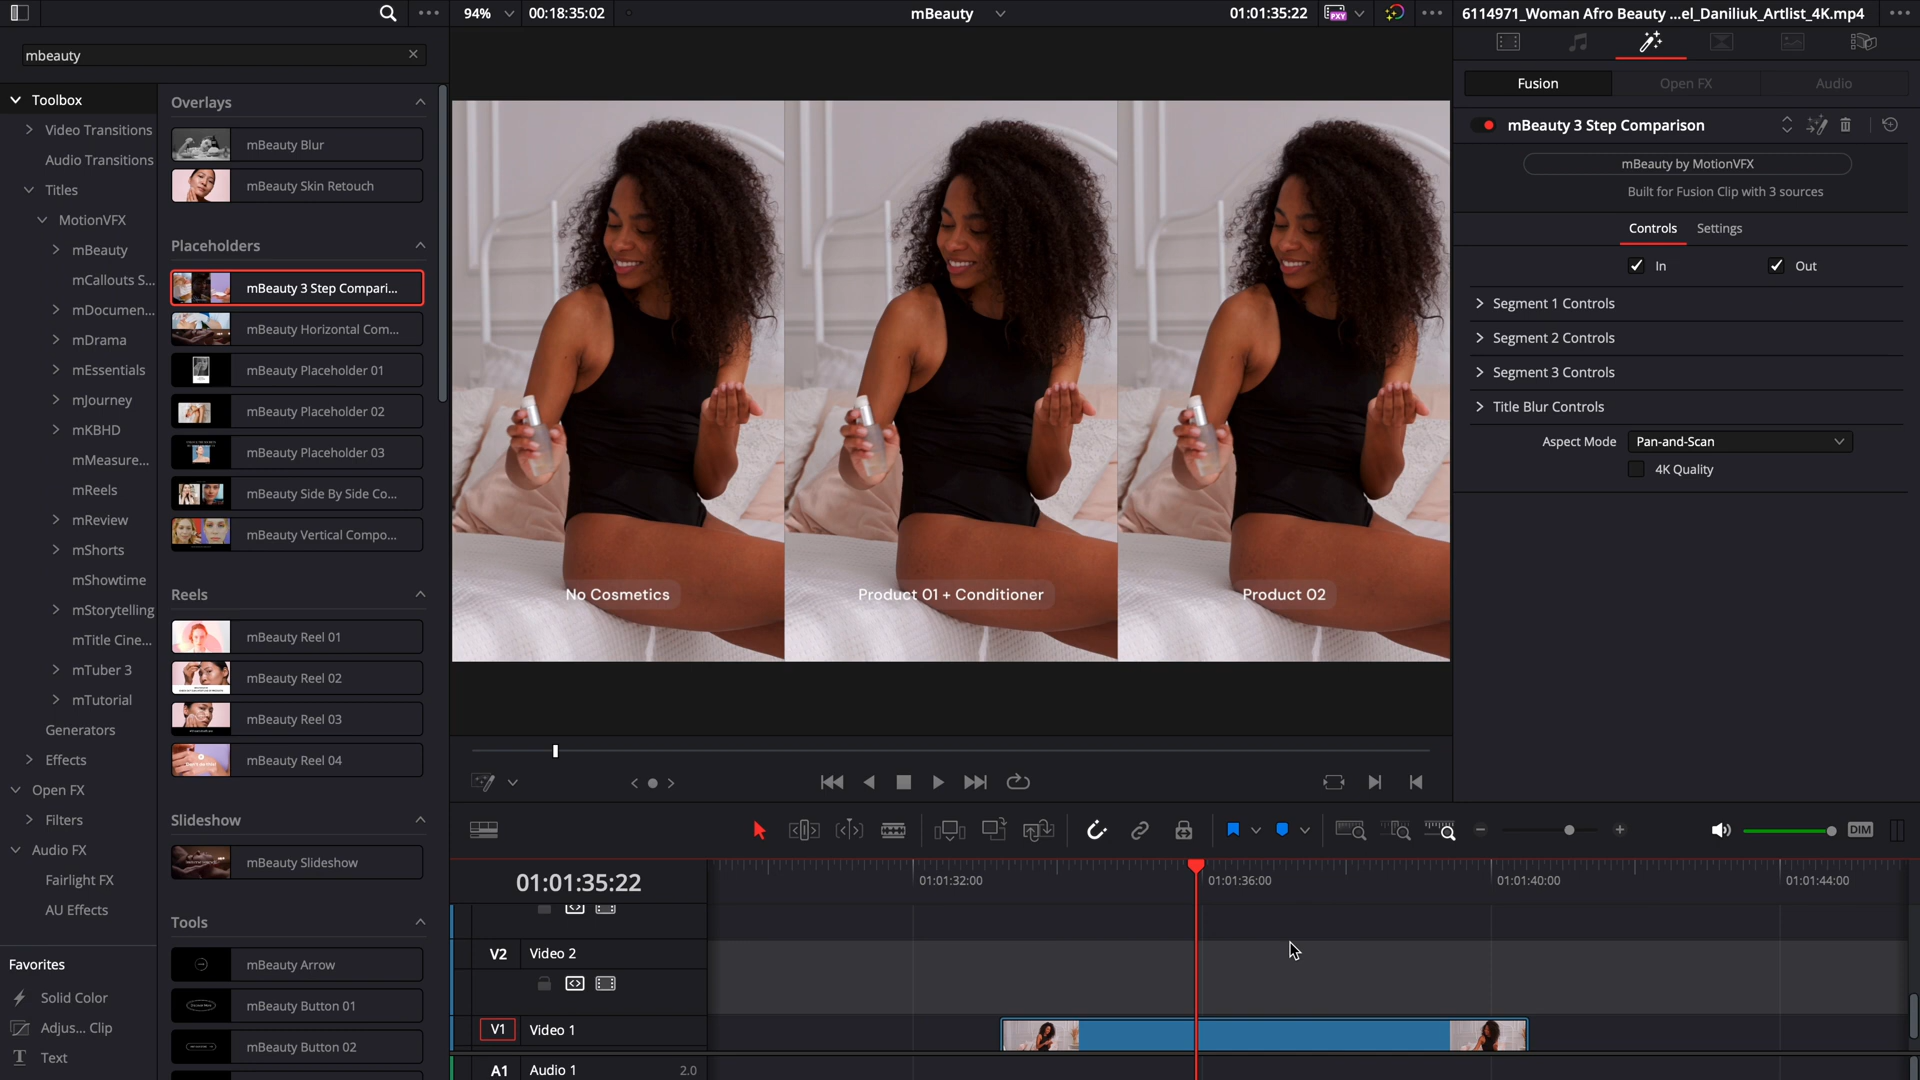 94%
00:18:35:02
mBeauty
01:01:35:22
PXY
6114971_Woman Afro Beauty ...el_Daniliuk_Artlist_4K.mp4
mbeauty
Toolbox
Video Transitions
Audio Transitions
Titles
MotionVFX
mBeauty
mCallouts S...
mDocumen...
mDrama
mEssentials
mJourney
mKBHD
mMeasure...
mReels
mReview
mShorts
mShowtime
mStorytelling
mTitle Cine...
mTuber 3
mTutorial
Generators
Effects
Open FX
Filters
Audio FX
Fairlight FX
AU Effects
Favorites
Solid Color
Adjus... Clip
Text
Overlays
mBeauty Blur
mBeauty Skin Retouch
Placeholders
mBeauty 3 Step Compari...
mBeauty Horizontal Com...
mBeauty Placeholder 01
mBeauty Placeholder 02
mBeauty Placeholder 03
mBeauty Side By Side Co...
mBeauty Vertical Compo...
Reels
mBeauty Reel 01
mBeauty Reel 02
mBeauty Reel 03
mBeauty Reel 04
Slideshow
mBeauty Slideshow
Tools
mBeauty Arrow
mBeauty Button 01
mBeauty Button 02
No Cosmetics
Product 01 + Conditioner
Product 02
Fusion
Open FX
Audio
mBeauty 3 Step Comparison
mBeauty by MotionVFX
Built for Fusion Clip with 3 sources
Controls
Settings
In
Out
Segment 1 Controls
Segment 2 Controls
Segment 3 Controls
Title Blur Controls
Aspect Mode
Pan-and-Scan
4K Quality
DIM
01:01:35:22
01:01:32:00
01:01:36:00
01:01:40:00
01:01:44:00
V2
Video 2
V1
Video 1
A1
Audio 1
2.0